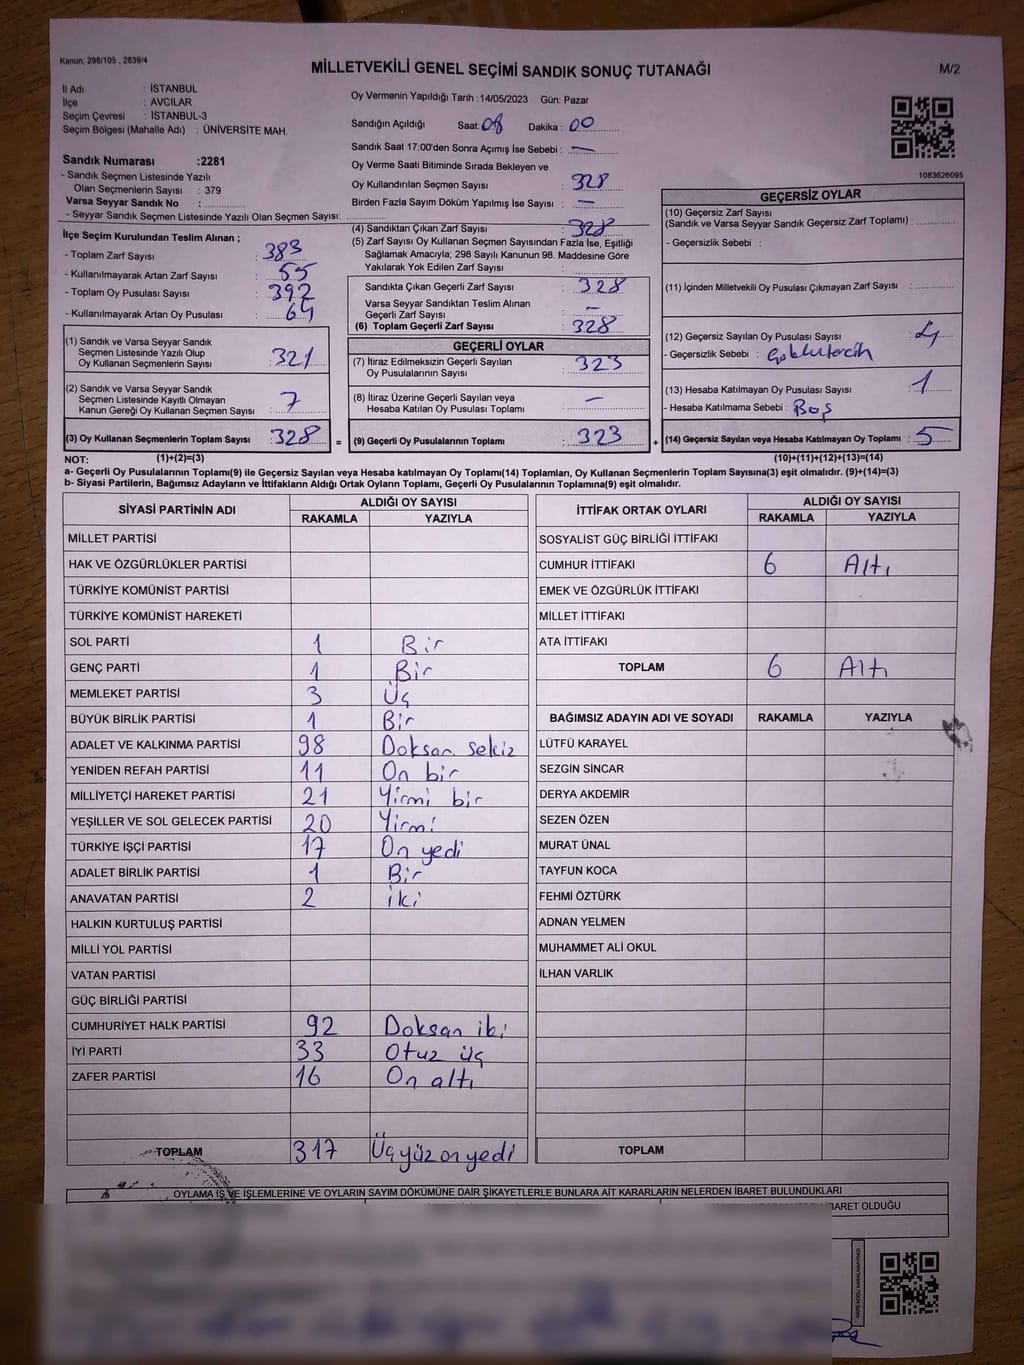 Kanun: 298/105 , 2839/4
MİLLETVEKİLİ GENEL SEÇİMİ SANDIK SONUÇ TUTANAĞI
M/2
İl Adı : İSTANBUL
İlçe : AVCILAR
Seçim Çevresi : İSTANBUL-3
Seçim Bölgesi (Mahalle Adı) : ÜNİVERSİTE MAH.
Oy Vermenin Yapıldığı Tarih :14/05/2023 Gün: Pazar
Sandığın Açıldığı Saat: 08 Dakika: 00
Sandık Saat 17:00'den Sonra Açılmış İse Sebebi : —
Oy Verme Saati Bitiminde Sırada Bekleyen ve
Oy Kullandırılan Seçmen Sayısı : 328
Birden Fazla Sayım Döküm Yapılmış İse Sayısı : —
Sandık Numarası :2281
- Sandık Seçmen Listesinde Yazılı
Olan Seçmenlerin Sayısı : 379
Varsa Seyyar Sandık No :
- Seyyar Sandık Seçmen Listesinde Yazılı Olan Seçmen Sayısı:
1083626095
İlçe Seçim Kurulundan Teslim Alınan ;
- Toplam Zarf Sayısı : 383
- Kullanılmayarak Artan Zarf Sayısı : 55
- Toplam Oy Pusulası Sayısı : 392
- Kullanılmayarak Artan Oy Pusulası : 64
(4) Sandıktan Çıkan Zarf Sayısı : 328
(5) Zarf Sayısı Oy Kullanan Seçmen Sayısından Fazla İse, Eşitliği
Sağlamak Amacıyla; 298 Sayılı Kanunun 98. Maddesine Göre
Yakılarak Yok Edilen Zarf Sayısı :
Sandıkta Çıkan Geçerli Zarf Sayısı : 328
Varsa Seyyar Sandıktan Teslim Alınan
Geçerli Zarf Sayısı : —
(6) Toplam Geçerli Zarf Sayısı : 328
GEÇERSİZ OYLAR
(10) Geçersiz Zarf Sayısı
(Sandık ve Varsa Seyyar Sandık Geçersiz Zarf Toplamı) :
- Geçersizlik Sebebi :
(11) İçinden Milletvekili Oy Pusulası Çıkmayan Zarf Sayısı :
(12) Geçersiz Sayılan Oy Pusulası Sayısı : 4
- Geçersizlik Sebebi :
(13) Hesaba Katılmayan Oy Pusulası Sayısı : 1
- Hesaba Katılmama Sebebi : Boş
(14) Geçersiz Sayılan veya Hesaba Katılmayan Oy Toplamı : 5
(10)+(11)+(12)+(13)=(14)
(1) Sandık ve Varsa Seyyar Sandık
Seçmen Listesinde Yazılı Olup
Oy Kullanan Seçmenlerin Sayısı : 321
(2) Sandık ve Varsa Seyyar Sandık
Seçmen Listesinde Kayıtlı Olmayan
Kanun Gereği Oy Kullanan Seçmen Sayısı : 7
(3) Oy Kullanan Seçmenlerin Toplam Sayısı : 328 =
(1)+(2)=(3)
GEÇERLİ OYLAR
(7) İtiraz Edilmeksizin Geçerli Sayılan
Oy Pusulalarının Sayısı : 323
(8) İtiraz Üzerine Geçerli Sayılan veya
Hesaba Katılan Oy Pusulası Toplamı : —
(9) Geçerli Oy Pusulalarının Toplamı : 323 +
NOT:
a- Geçerli Oy Pusulalarının Toplamı(9) ile Geçersiz Sayılan veya Hesaba katılmayan Oy Toplamı(14) Toplamları, Oy Kullanan Seçmenlerin Toplam Sayısına(3) eşit olmalıdır. (9)+(14)=(3)
b- Siyasi Partilerin, Bağımsız Adayların ve İttifakların Aldığı Ortak Oyların Toplamı, Geçerli Oy Pusulalarının Toplamına(9) eşit olmalıdır.
SİYASİ PARTİNİN ADI ALDIĞI OY SAYISI
RAKAMLA YAZIYLA
MİLLET PARTİSİ
HAK VE ÖZGÜRLÜKLER PARTİSİ
TÜRKİYE KOMÜNİST PARTİSİ
TÜRKİYE KOMÜNİST HAREKETİ
SOL PARTİ 1 Bir
GENÇ PARTİ 1 Bir
MEMLEKET PARTİSİ 3 Üç
BÜYÜK BİRLİK PARTİSİ 1 Bir
ADALET VE KALKINMA PARTİSİ 98 Doksan sekiz
YENİDEN REFAH PARTİSİ 11 On bir
MİLLİYETÇİ HAREKET PARTİSİ 21 Yirmi bir
YEŞİLLER VE SOL GELECEK PARTİSİ 20 Yirmi
TÜRKİYE İŞÇİ PARTİSİ 17 On yedi
ADALET BİRLİK PARTİSİ 1 Bir
ANAVATAN PARTİSİ 2 iki
HALKIN KURTULUŞ PARTİSİ
MİLLİ YOL PARTİSİ
VATAN PARTİSİ
GÜÇ BİRLİĞİ PARTİSİ
CUMHURİYET HALK PARTİSİ 92 Doksan iki
İYİ PARTİ 33 Otuz üç
ZAFER PARTİSİ 16 On altı
TOPLAM 317 Üçyüzonyedi
İTTİFAK ORTAK OYLARI ALDIĞI OY SAYISI
RAKAMLA YAZIYLA
SOSYALİST GÜÇ BİRLİĞİ İTTİFAKI
CUMHUR İTTİFAKI 6 Altı
EMEK VE ÖZGÜRLÜK İTTİFAKI
MİLLET İTTİFAKI
ATA İTTİFAKI
TOPLAM 6 Altı
BAĞIMSIZ ADAYIN ADI VE SOYADI RAKAMLA YAZIYLA
LÜTFÜ KARAYEL
SEZGİN SİNCAR
DERYA AKDEMİR
SEZEN ÖZEN
MURAT ÜNAL
TAYFUN KOCA
FEHMİ ÖZTÜRK
ADNAN YELMEN
MUHAMMET ALİ OKUL
İLHAN VARLIK
TOPLAM
OYLAMA İŞ VE İŞLEMLERİNE VE OYLARIN SAYIM DÖKÜMÜNE DAİR ŞİKAYETLERLE BUNLARA AİT KARARLARIN NELERDEN İBARET BULUNDUKLARI
İBARET OLDUĞU